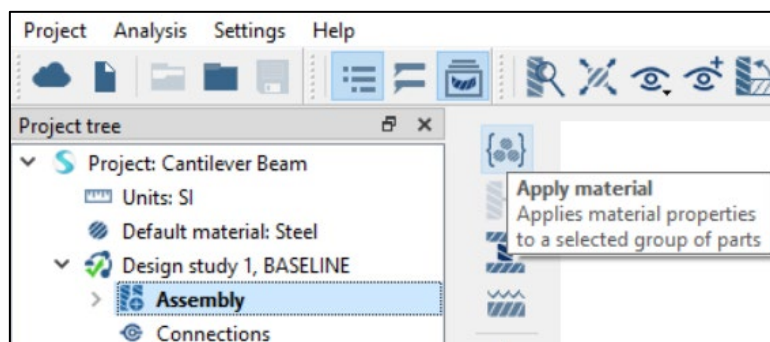 Project Analysis Settings Help
Project tree
Project: Cantilever Beam
Units: SI
Default material: Steel
Design study 1, BASELINE
Assembly
Connections
Apply material
Applies material properties
to a selected group of parts